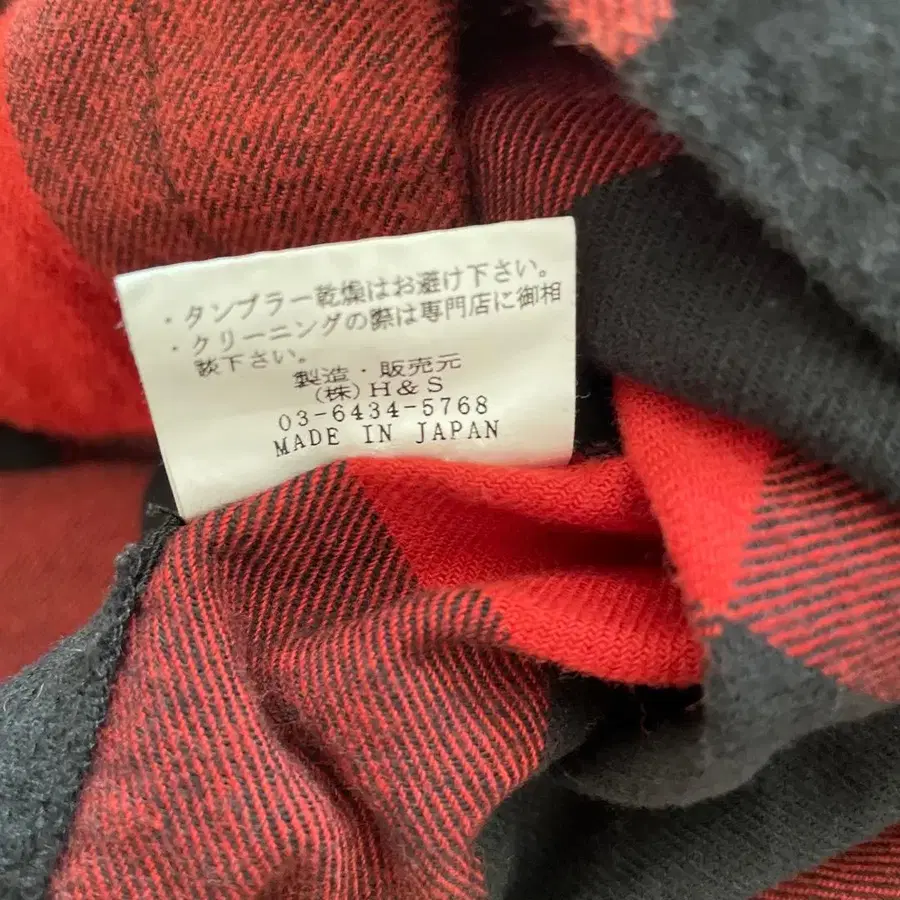 ・タンブラー乾燥はお避け下さい。
・クリーニングの際は専門店に御相
談下さい。
製造・販売元
(株)H＆S
03-6434-5768
MADE IN JAPAN